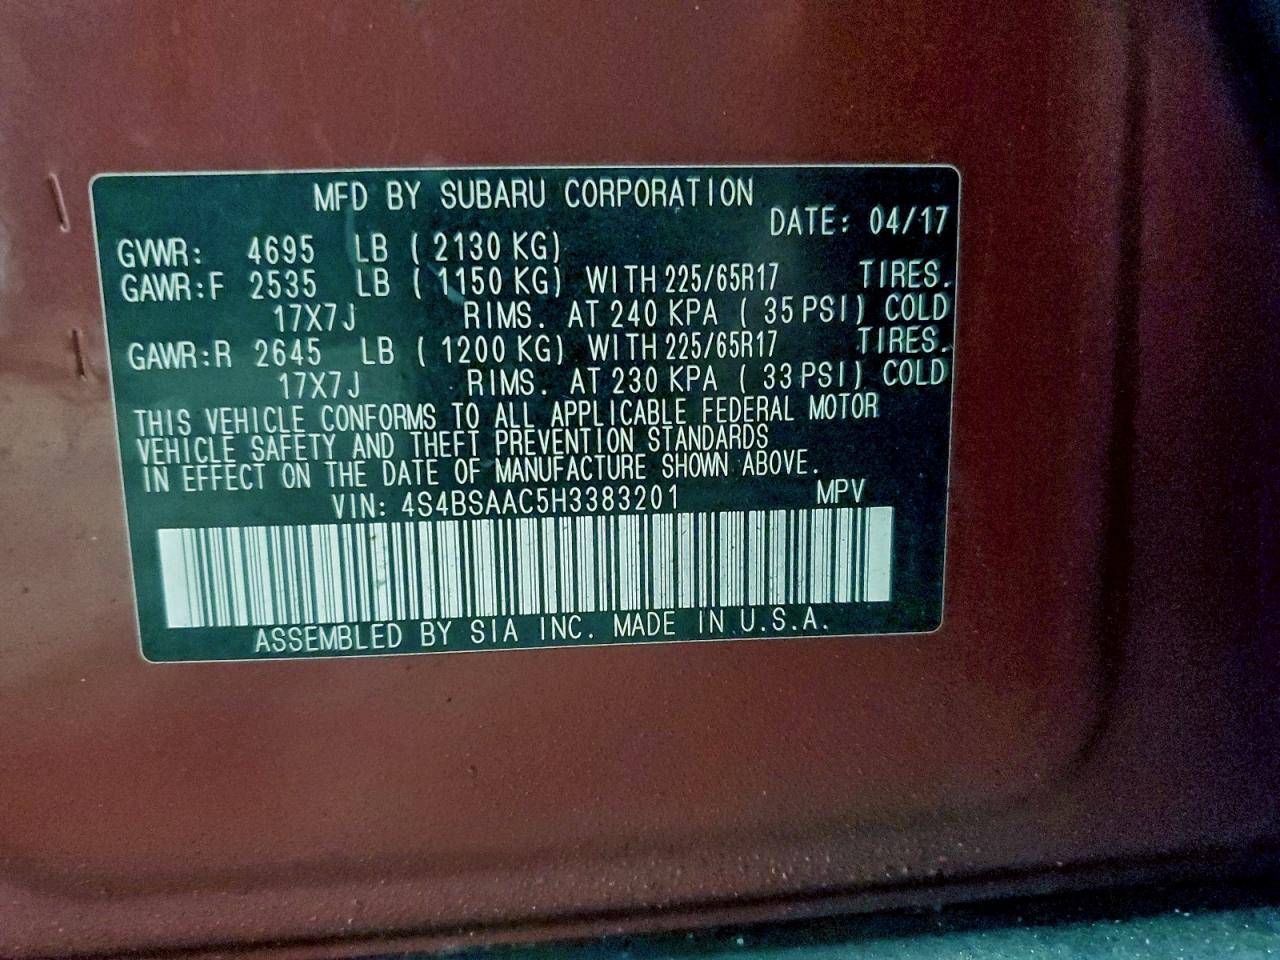 MFD BY SUBARU CORPORATION
DATE: 04/17
GVWR: 4695 LB ( 2130 KG)
GAWR:F 2535 LB ( 1150 KG) WITH 225/65R17 TIRES.
17X7J RIMS. AT 240 KPA ( 35 PSI) COLD
GAWR:R 2645 LB ( 1200 KG) WITH 225/65R17 TIRES.
17X7J RIMS. AT 230 KPA ( 33 PSI) COLD
THIS VEHICLE CONFORMS TO ALL APPLICABLE FEDERAL MOTOR
VEHICLE SAFETY AND THEFT PREVENTION STANDARDS
IN EFFECT ON THE DATE OF MANUFACTURE SHOWN ABOVE.
VIN: 4S4BSAAC5H3383201 MPV
ASSEMBLED BY SIA INC. MADE IN U.S.A.